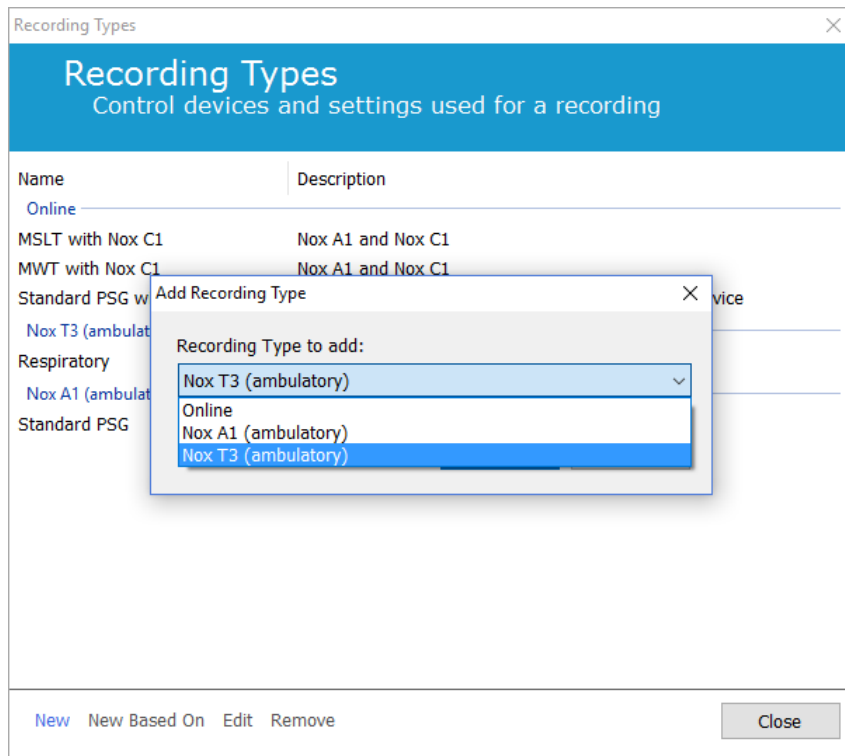 Recording Types
Recording Types
Control devices and settings used for a recording
Name Description
Online
MSLT with Nox C1 Nox A1 and Nox C1
MWT with Nox C1 Nox A1 and Nox C1
Standard PSG w vice
Add Recording Type
Nox T3 (ambulat
Recording Type to add:
Respiratory
Nox T3 (ambulatory)
Nox A1 (ambulat
Online
Standard PSG
Nox A1 (ambulatory)
Nox T3 (ambulatory)
New New Based On Edit Remove Close